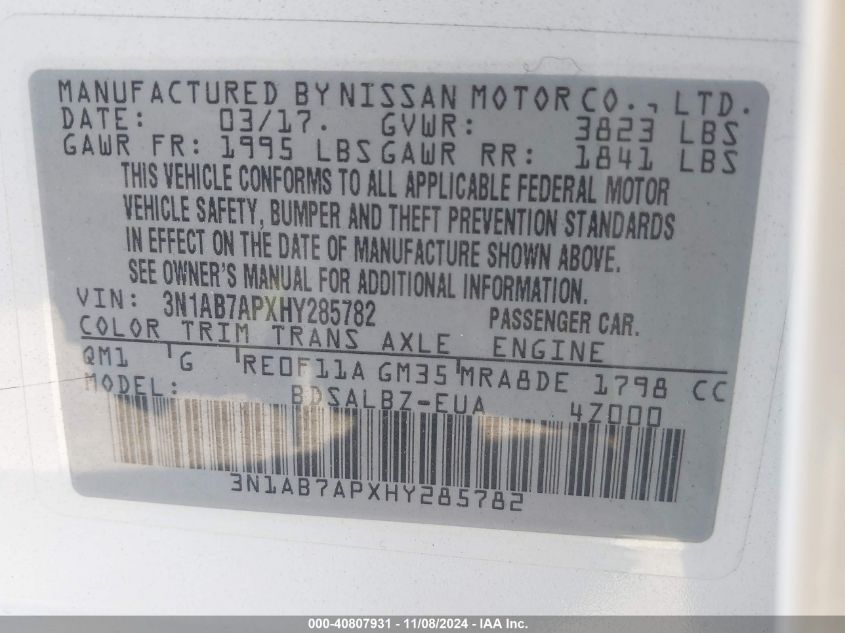 MANUFACTURED BY NISSAN MOTOR CO., LTD.
DATE: 03/17. GVWR: 3823 LBS
GAWR FR: 1995 LBS GAWR RR: 1841 LBS
THIS VEHICLE CONFORMS TO ALL APPLICABLE FEDERAL MOTOR
VEHICLE SAFETY, BUMPER AND THEFT PREVENTION STANDARDS
IN EFFECT ON THE DATE OF MANUFACTURE SHOWN ABOVE.
SEE OWNER'S MANUAL FOR ADDITIONAL INFORMATION.
VIN: 3N1AB7APXHY285782 PASSENGER CAR.
COLOR TRIM TRANS AXLE ENGINE
QM1 G RE0F11A GM35 MRA8DE 1798 CC
MODEL: BDSALBZ-EUA 4Z000
3N1AB7APXHY285782
000-40807931 - 11/08/2024 - IAA Inc.